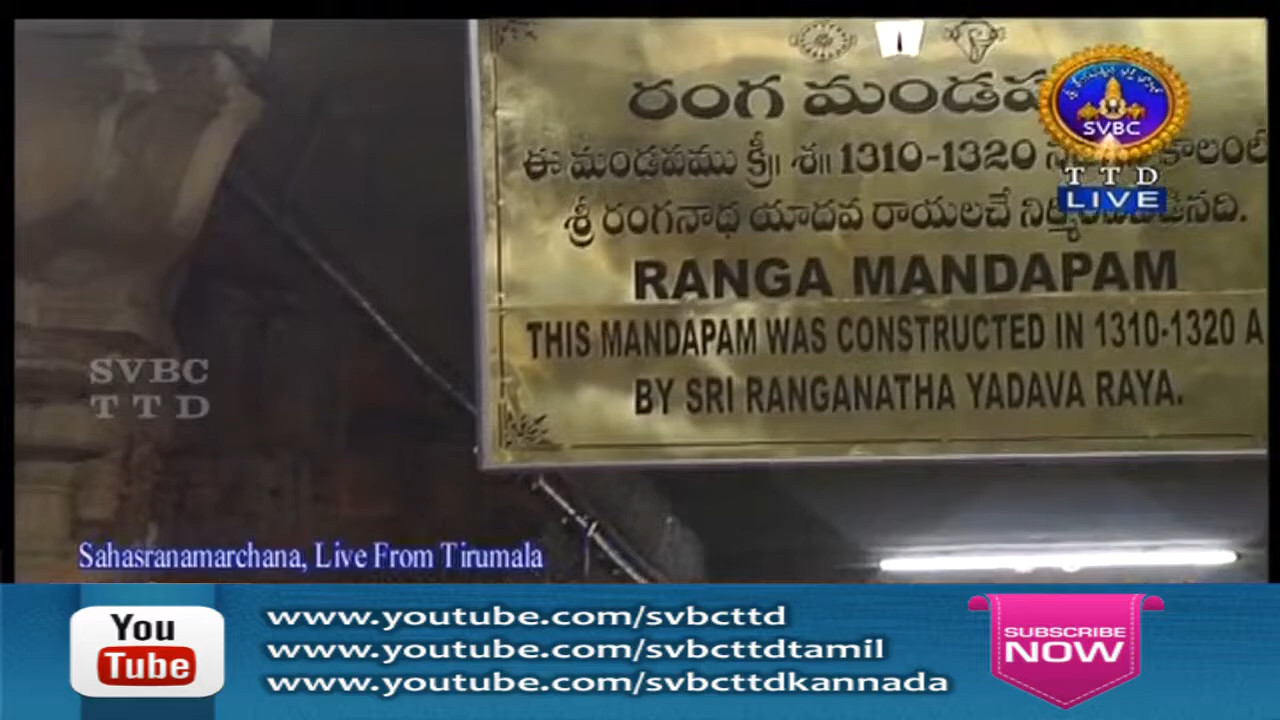 రంగ మండప
ఈ మండపము క్రీ|| శ|| 1310-1320
శ్రీ రంగనాథ యాదవ రాయలచే
RANGA MANDAPAM
THIS MANDAPAM WAS CONSTRUCTED IN 1310-1320 A
BY SRI RANGANATHA YADAVA RAYA.
SVBC
TTD
LIVE
SVBC
TTD
Sahasranamarchana, Live From Tirumala
You
Tube
www.youtube.com/svbcttd
www.youtube.com/svbcttdtamil
www.youtube.com/svbcttdkannada
SUBSCRIBE
NOW